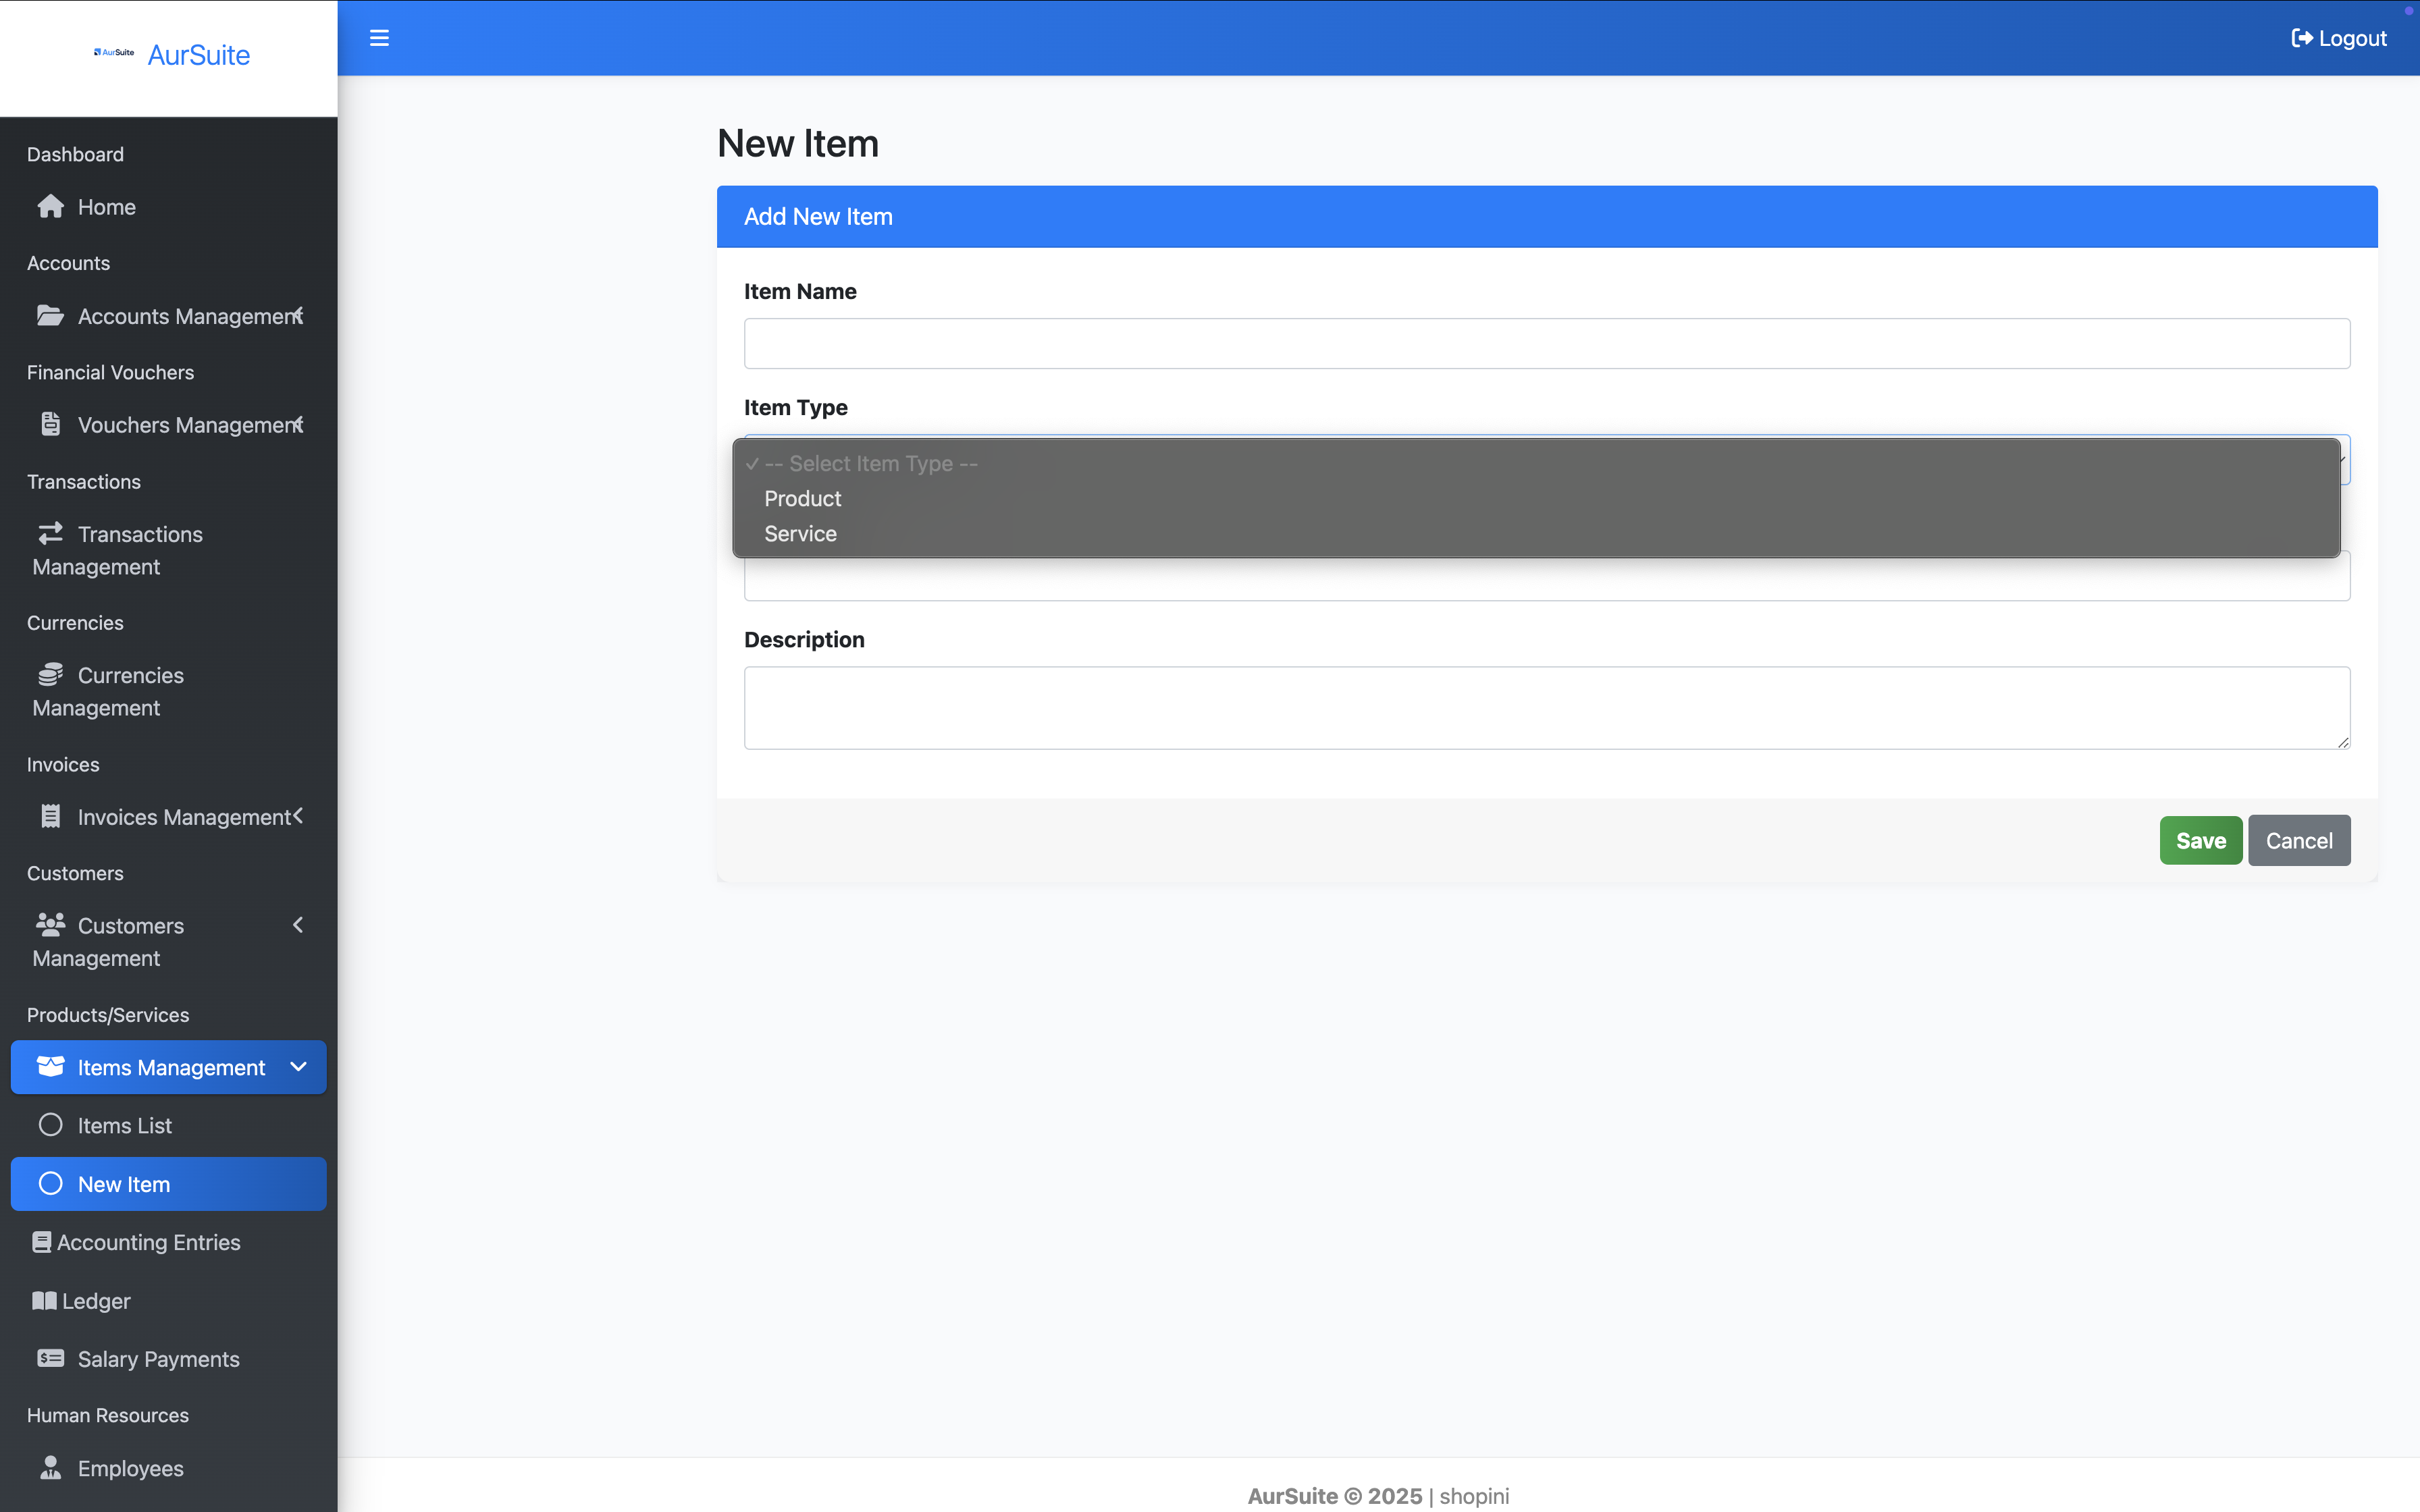 AurSuite AurSuite
Logout
Dashboard
Home
Accounts
Accounts Management
Financial Vouchers
Vouchers Management
Transactions
Transactions
Management
Currencies
Currencies
Management
Invoices
Invoices Management
Customers
Customers
Management
Products/Services
Items Management
Items List
New Item
Accounting Entries
Ledger
Salary Payments
Human Resources
Employees
New Item
Add New Item
Item Name
Item Type
-- Select Item Type --
Product
Service
Description
Save Cancel
AurSuite © 2025 | shopini